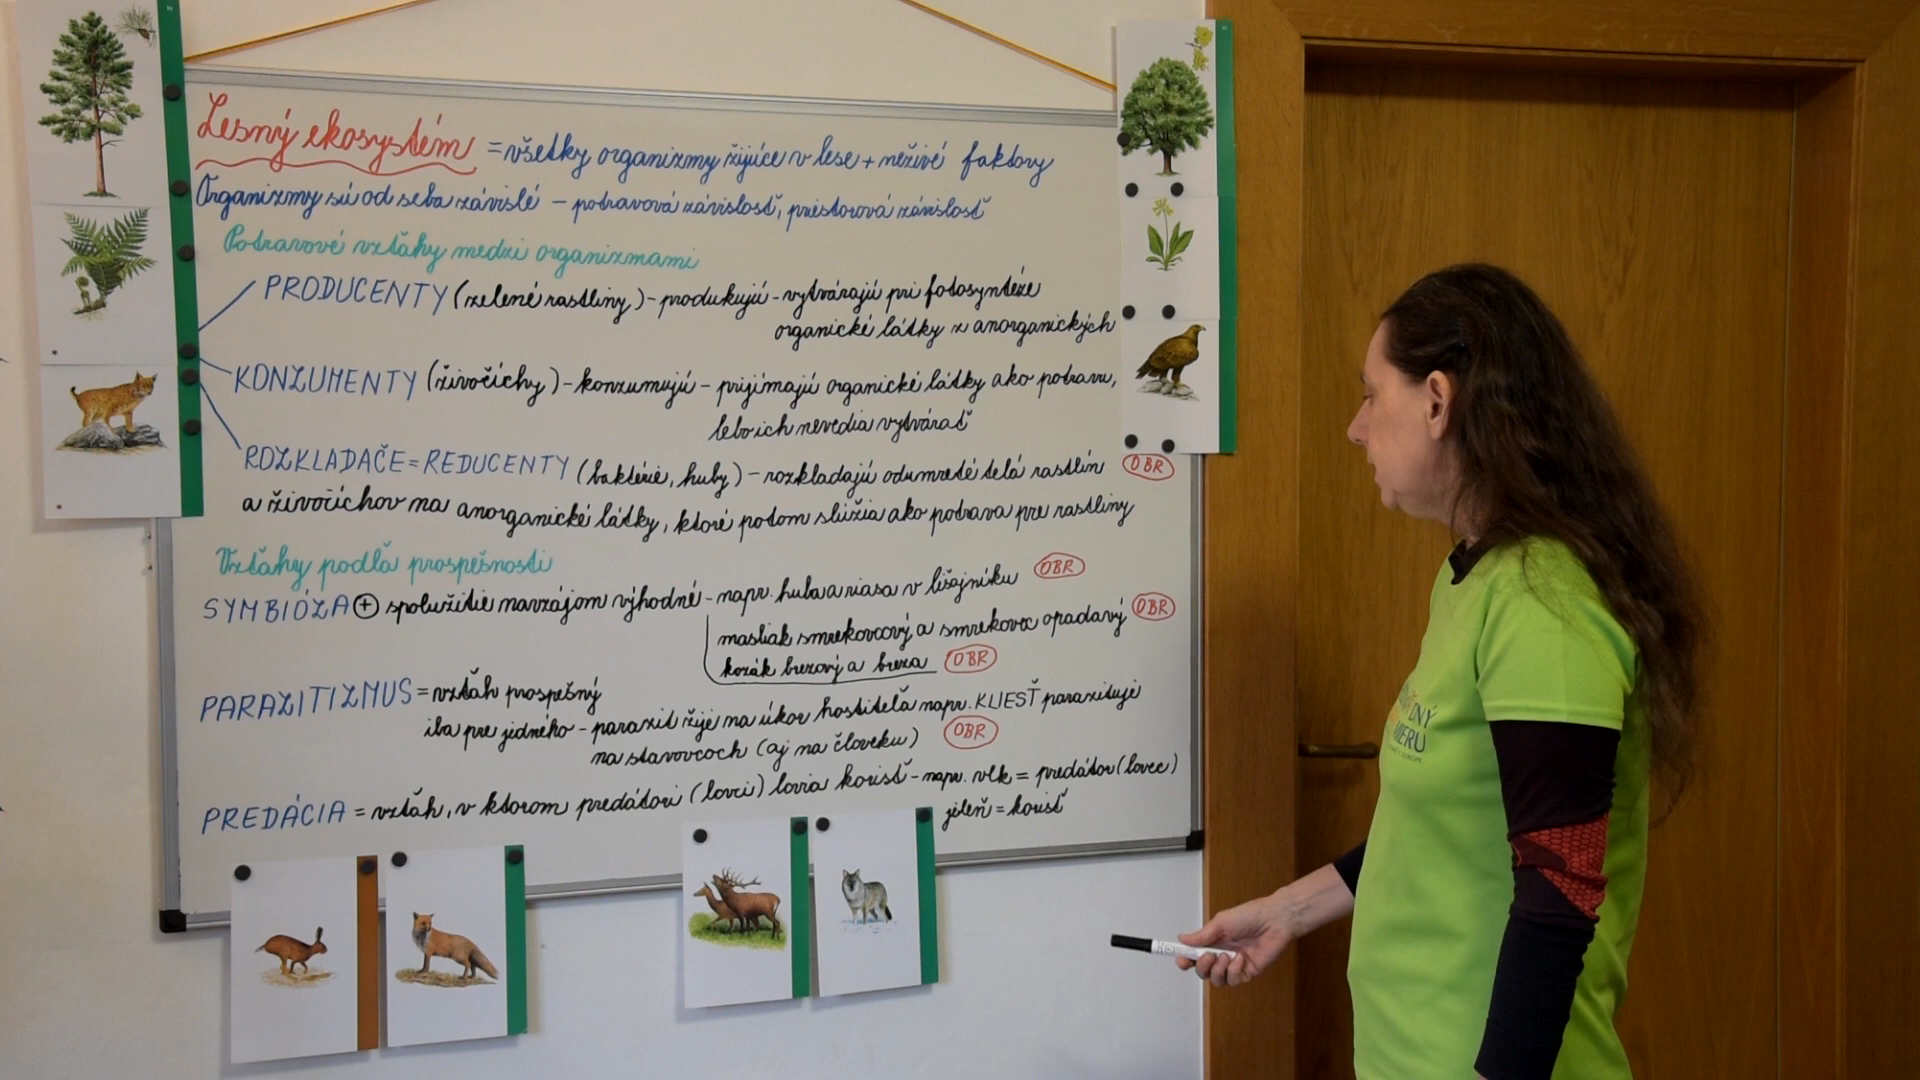 Lesný ekosystém = všetky organizmy žijúce v lese + neživé faktory
Organizmy sú od seba závislé - potravová závislosť, priestorová závislosť
Potravové vzťahy medzi organizmami
PRODUCENTY (zelené rastliny) - produkujú - vytvárajú pri fotosyntéze
organické látky z anorganických
KONZUMENTY (živočíchy) - konzumujú - prijímajú organické látky ako potravu,
lebo ich nevedia vytvárať
ROZKLADAČE = REDUCENTY (baktérie, huby) - rozkladajú odumreté telá rastlín OBR
a živočíchov na anorganické látky, ktoré potom slúžia ako potrava pre rastliny
Vzťahy podľa prospešnosti
SYMBIÓZA + spolužitie navzájom výhodné - napr. huba a riasa v lišajníku OBR
masliak smrekovcový a smrekovec opadavý OBR
kozák brezový a breza OBR
PARAZITIZMUS = vzťah prospešný
iba pre jedného - parazit žije na úkor hostiteľa napr. KLIEŠŤ parazituje
na stavovcoch (aj na človeku) OBR
PREDÁCIA = vzťah, v ktorom predátori (lovci) lovia korisť - napr. vlk = predátor (lovec)
jeleň = korisť